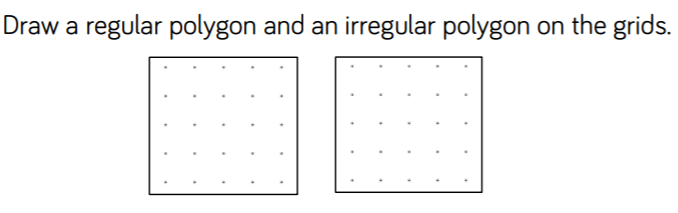 Draw a regular polygon and an irregular polygon on the grids.